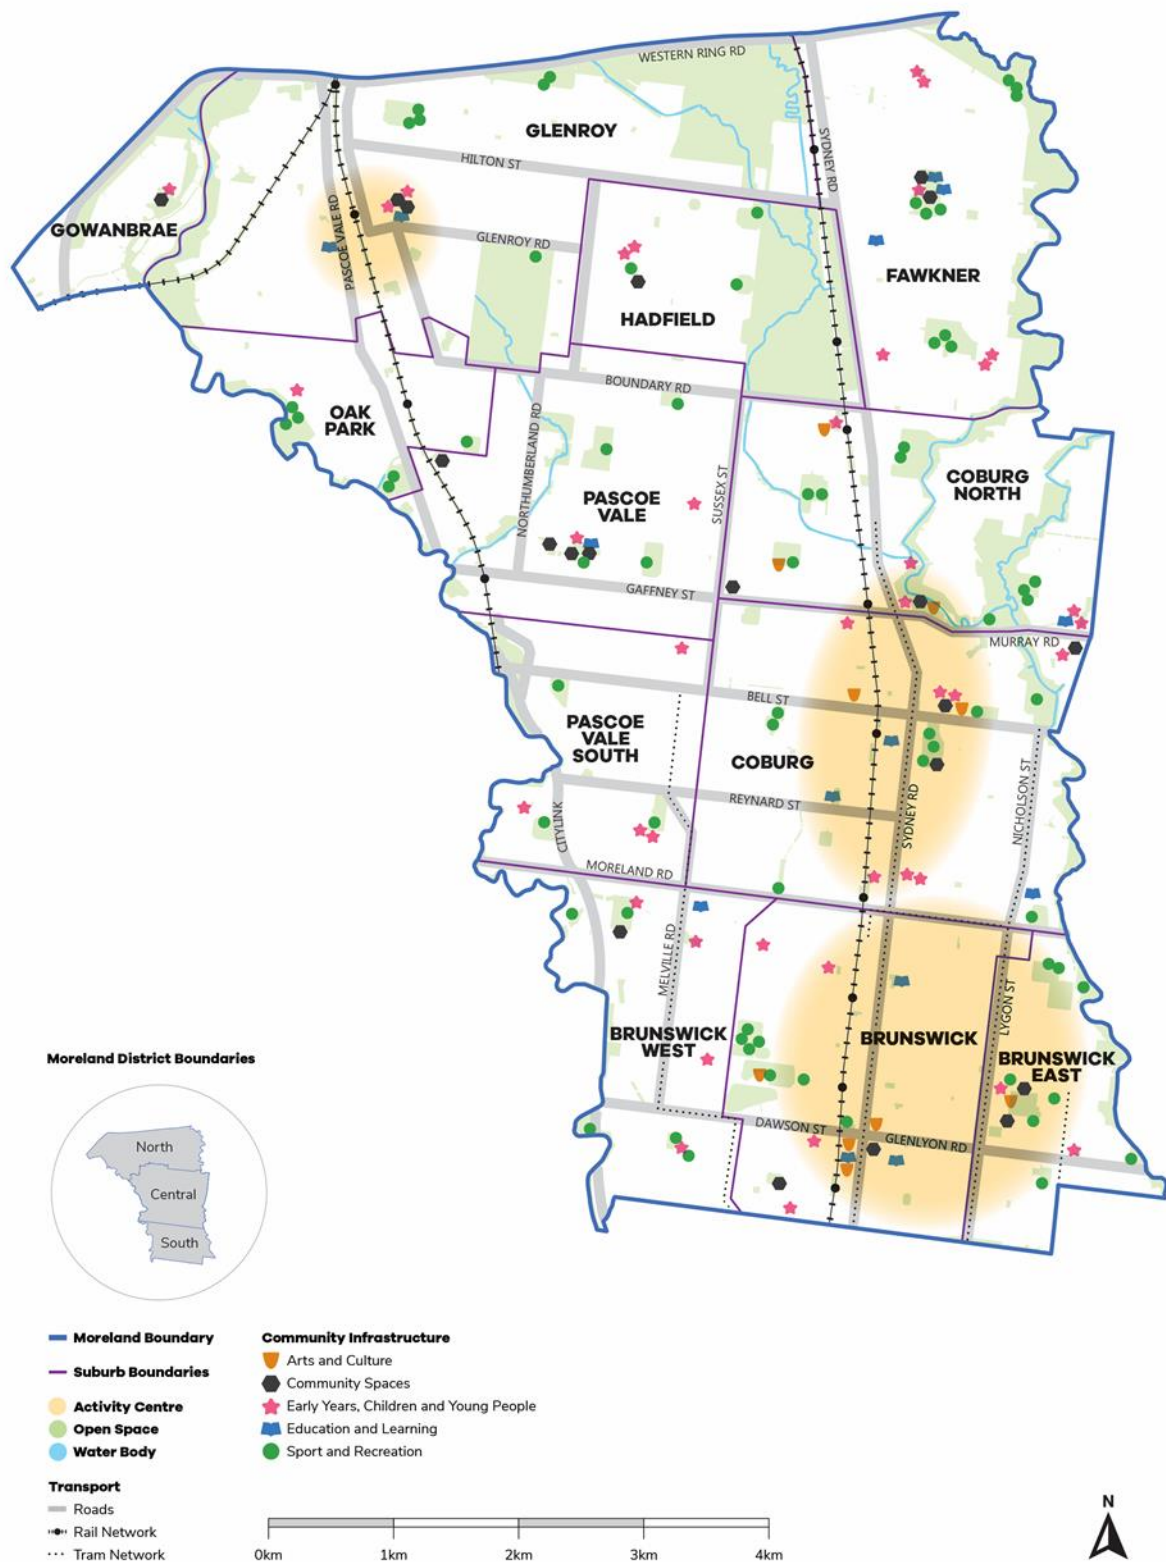 WESTERN RING RD
GLENROY
SYDNEY RD
HILTON ST
GOWANBRAE
PASCOE VALE RD
GLENROY RD
FAWKNER
HADFIELD
BOUNDARY RD
OAK
PARK
NORTHUMBERLAND RD
SUSSEX ST
COBURG
NORTH
PASCOE
VALE
GAFFNEY ST
MURRAY RD
BELL ST
PASCOE
VALE
SOUTH
COBURG
REYNARD ST
SYDNEY RD
NICHOLSON ST
CITYLINK
MORELAND RD
MELVILLE RD
LYGON ST
BRUNSWICK
WEST
BRUNSWICK
BRUNSWICK
EAST
DAWSON ST
GLENLYON RD
Moreland District Boundaries
North
Central
South
Moreland Boundary
Suburb Boundaries
Activity Centre
Open Space
Water Body
Transport
Roads
Rail Network
Tram Network
Community Infrastructure
Arts and Culture
Community Spaces
Early Years, Children and Young People
Education and Learning
Sport and Recreation
0km
1km
2km
3km
4km
N